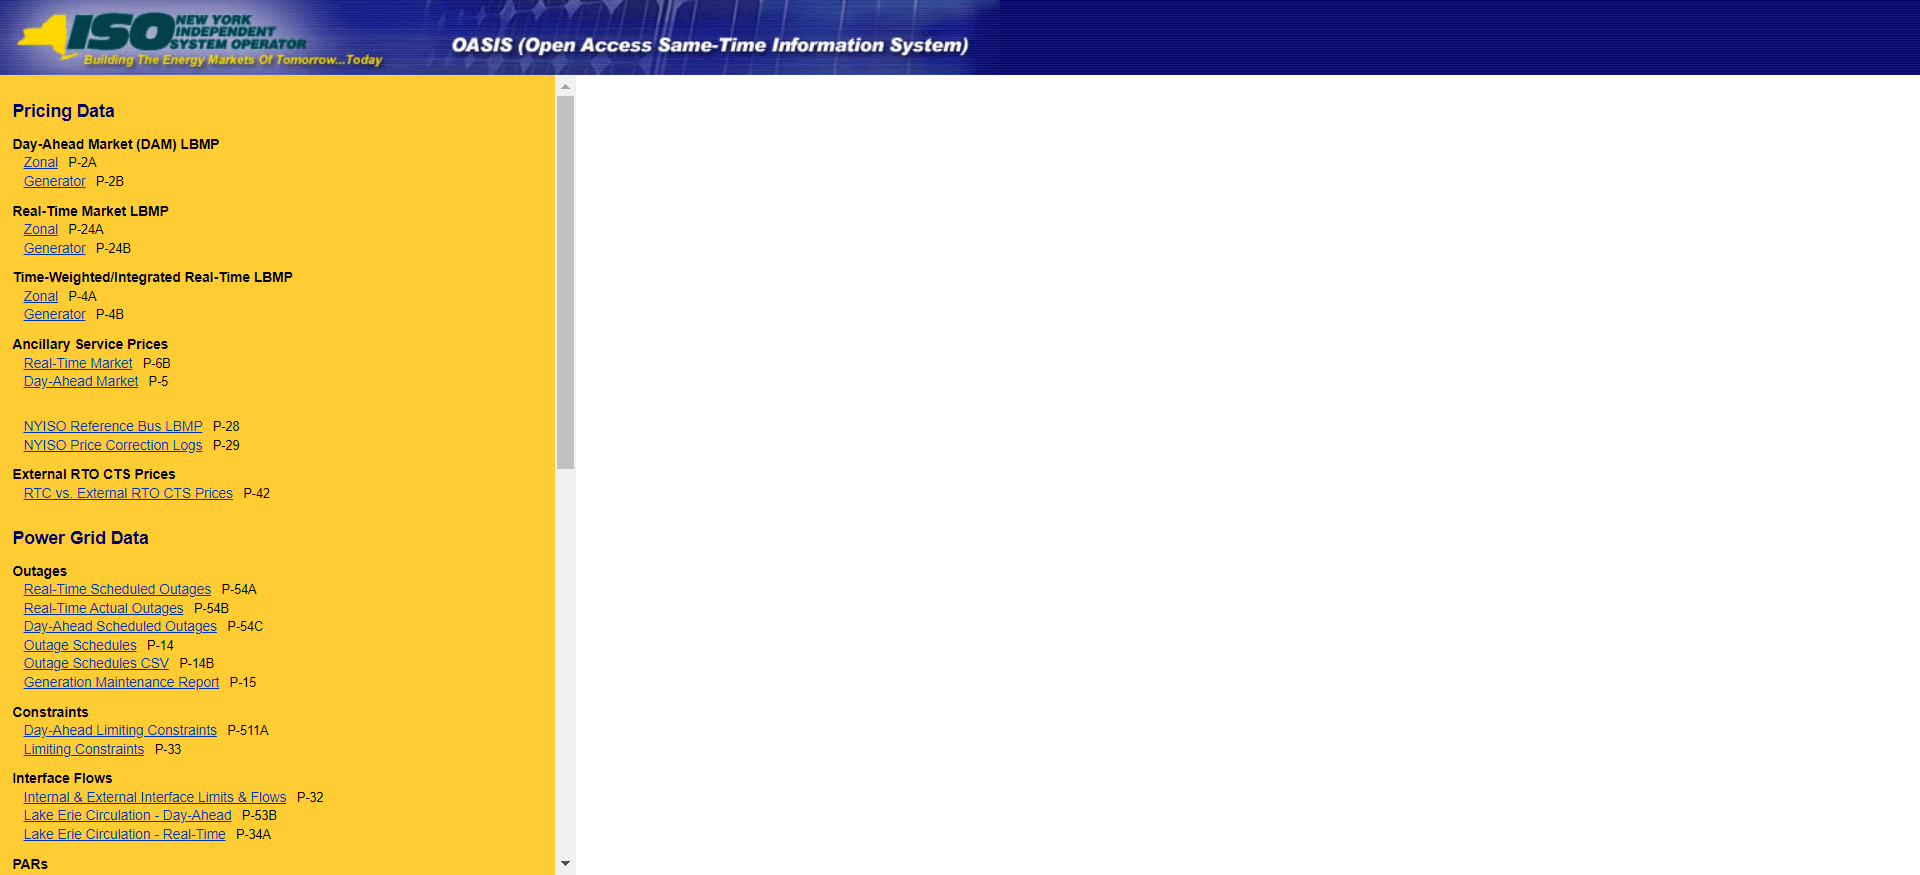 ISO NEW YORK
INDEPENDENT
SYSTEM OPERATOR
Building The Energy Markets Of Tomorrow...Today
OASIS (Open Access Same-Time Information System)
Pricing Data
Day-Ahead Market (DAM) LBMP
Zonal P-2A
Generator P-2B
Real-Time Market LBMP
Zonal P-24A
Generator P-24B
Time-Weighted/Integrated Real-Time LBMP
Zonal P-4A
Generator P-4B
Ancillary Service Prices
Real-Time Market P-6B
Day-Ahead Market P-5
NYISO Reference Bus LBMP P-28
NYISO Price Correction Logs P-29
External RTO CTS Prices
RTC vs. External RTO CTS Prices P-42
Power Grid Data
Outages
Real-Time Scheduled Outages P-54A
Real-Time Actual Outages P-54B
Day-Ahead Scheduled Outages P-54C
Outage Schedules P-14
Outage Schedules CSV P-14B
Generation Maintenance Report P-15
Constraints
Day-Ahead Limiting Constraints P-511A
Limiting Constraints P-33
Interface Flows
Internal & External Interface Limits & Flows P-32
Lake Erie Circulation - Day-Ahead P-53B
Lake Erie Circulation - Real-Time P-34A
PARs